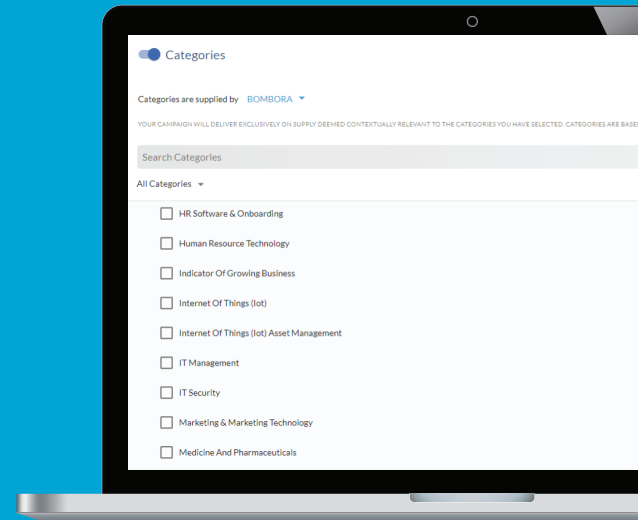 Categories
Categories are supplied by BOMBORA
YOUR CAMPAIGN WILL DELIVER EXCLUSIVELY ON SUPPLY DEEMED CONTEXTUALLY RELEVANT TO THE CATEGORIES YOU HAVE SELECTED. CATEGORIES ARE BASE
Search Categories
All Categories
HR Software & Onboarding
Human Resource Technology
Indicator Of Growing Business
Internet Of Things (Iot)
Internet Of Things (Iot) Asset Management
IT Management
IT Security
Marketing & Marketing Technology
Medicine And Pharmaceuticals